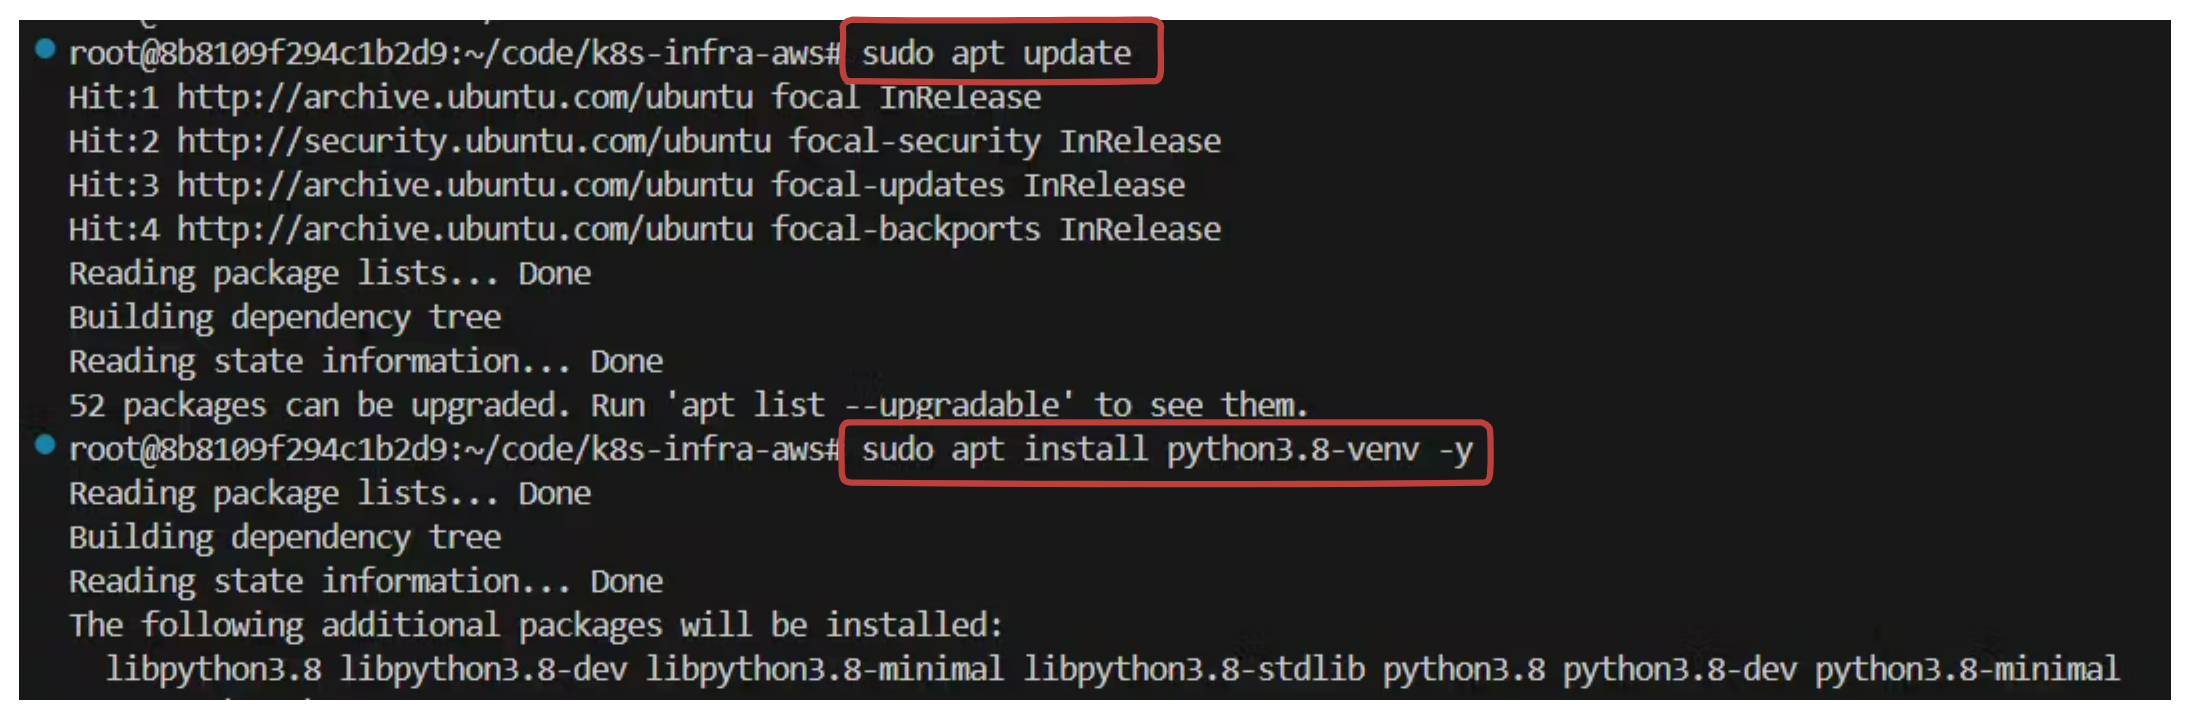 root@8b8109f294c1b2d9:~/code/k8s-infra-aws# sudo apt update
Hit:1 http://archive.ubuntu.com/ubuntu focal InRelease
Hit:2 http://security.ubuntu.com/ubuntu focal-security InRelease
Hit:3 http://archive.ubuntu.com/ubuntu focal-updates InRelease
Hit:4 http://archive.ubuntu.com/ubuntu focal-backports InRelease
Reading package lists... Done
Building dependency tree
Reading state information... Done
52 packages can be upgraded. Run 'apt list --upgradable' to see them.
root@8b8109f294c1b2d9:~/code/k8s-infra-aws# sudo apt install python3.8-venv -y
Reading package lists... Done
Building dependency tree
Reading state information... Done
The following additional packages will be installed:
libpython3.8 libpython3.8-dev libpython3.8-minimal libpython3.8-stdlib python3.8 python3.8-dev python3.8-minimal